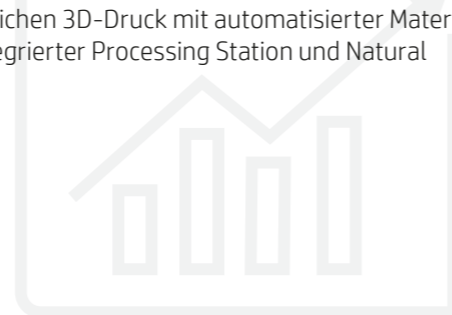 ichen 3D-Druck mit automatisierter Mater
egrierter Processing Station und Natural